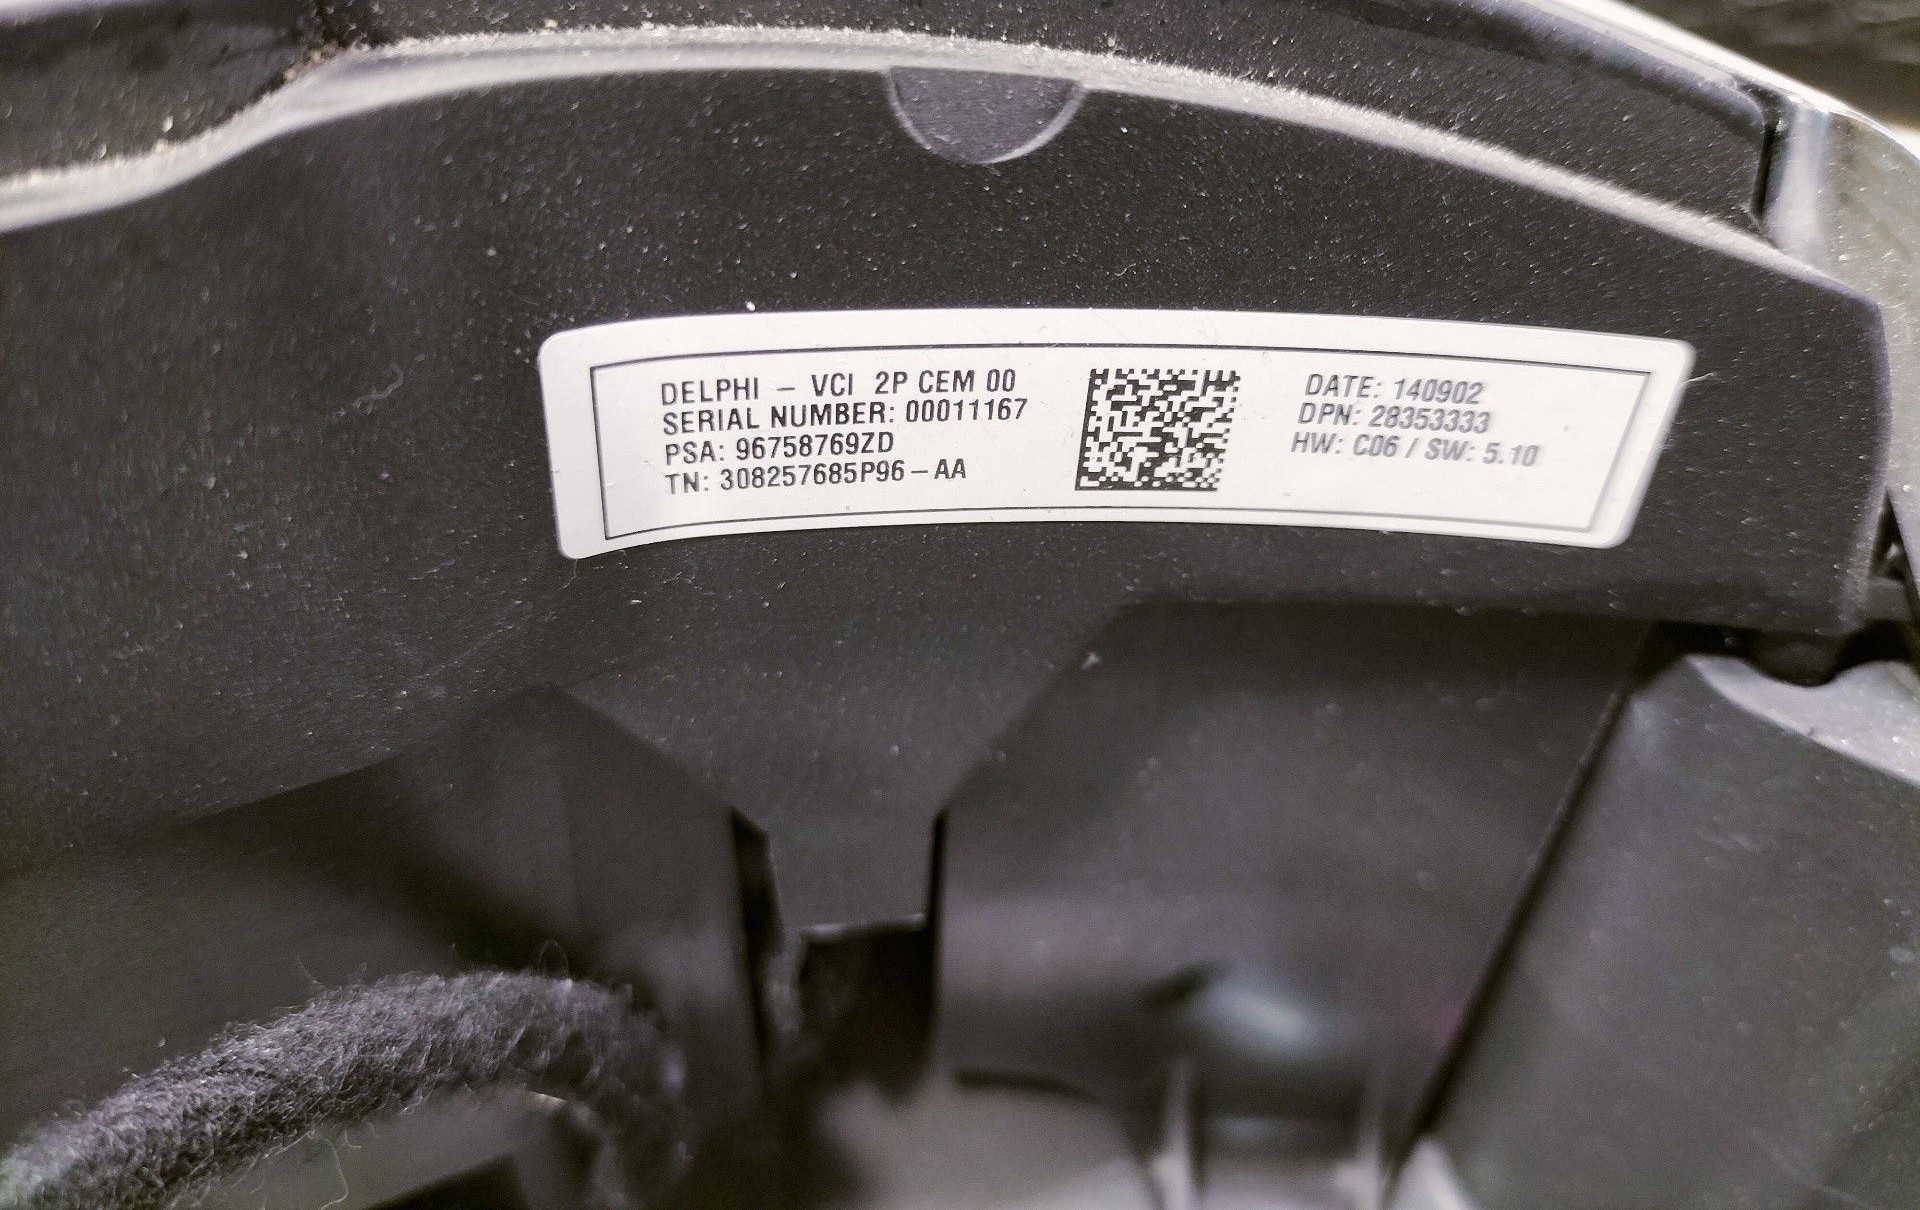 DELPHI - VCI 2P CEM 00
SERIAL NUMBER: 00011167
PSA: 96758769ZD
TN: 308257685P96-AA
DATE: 140902
DPN: 28353333
HW: C06 / SW: 5.10